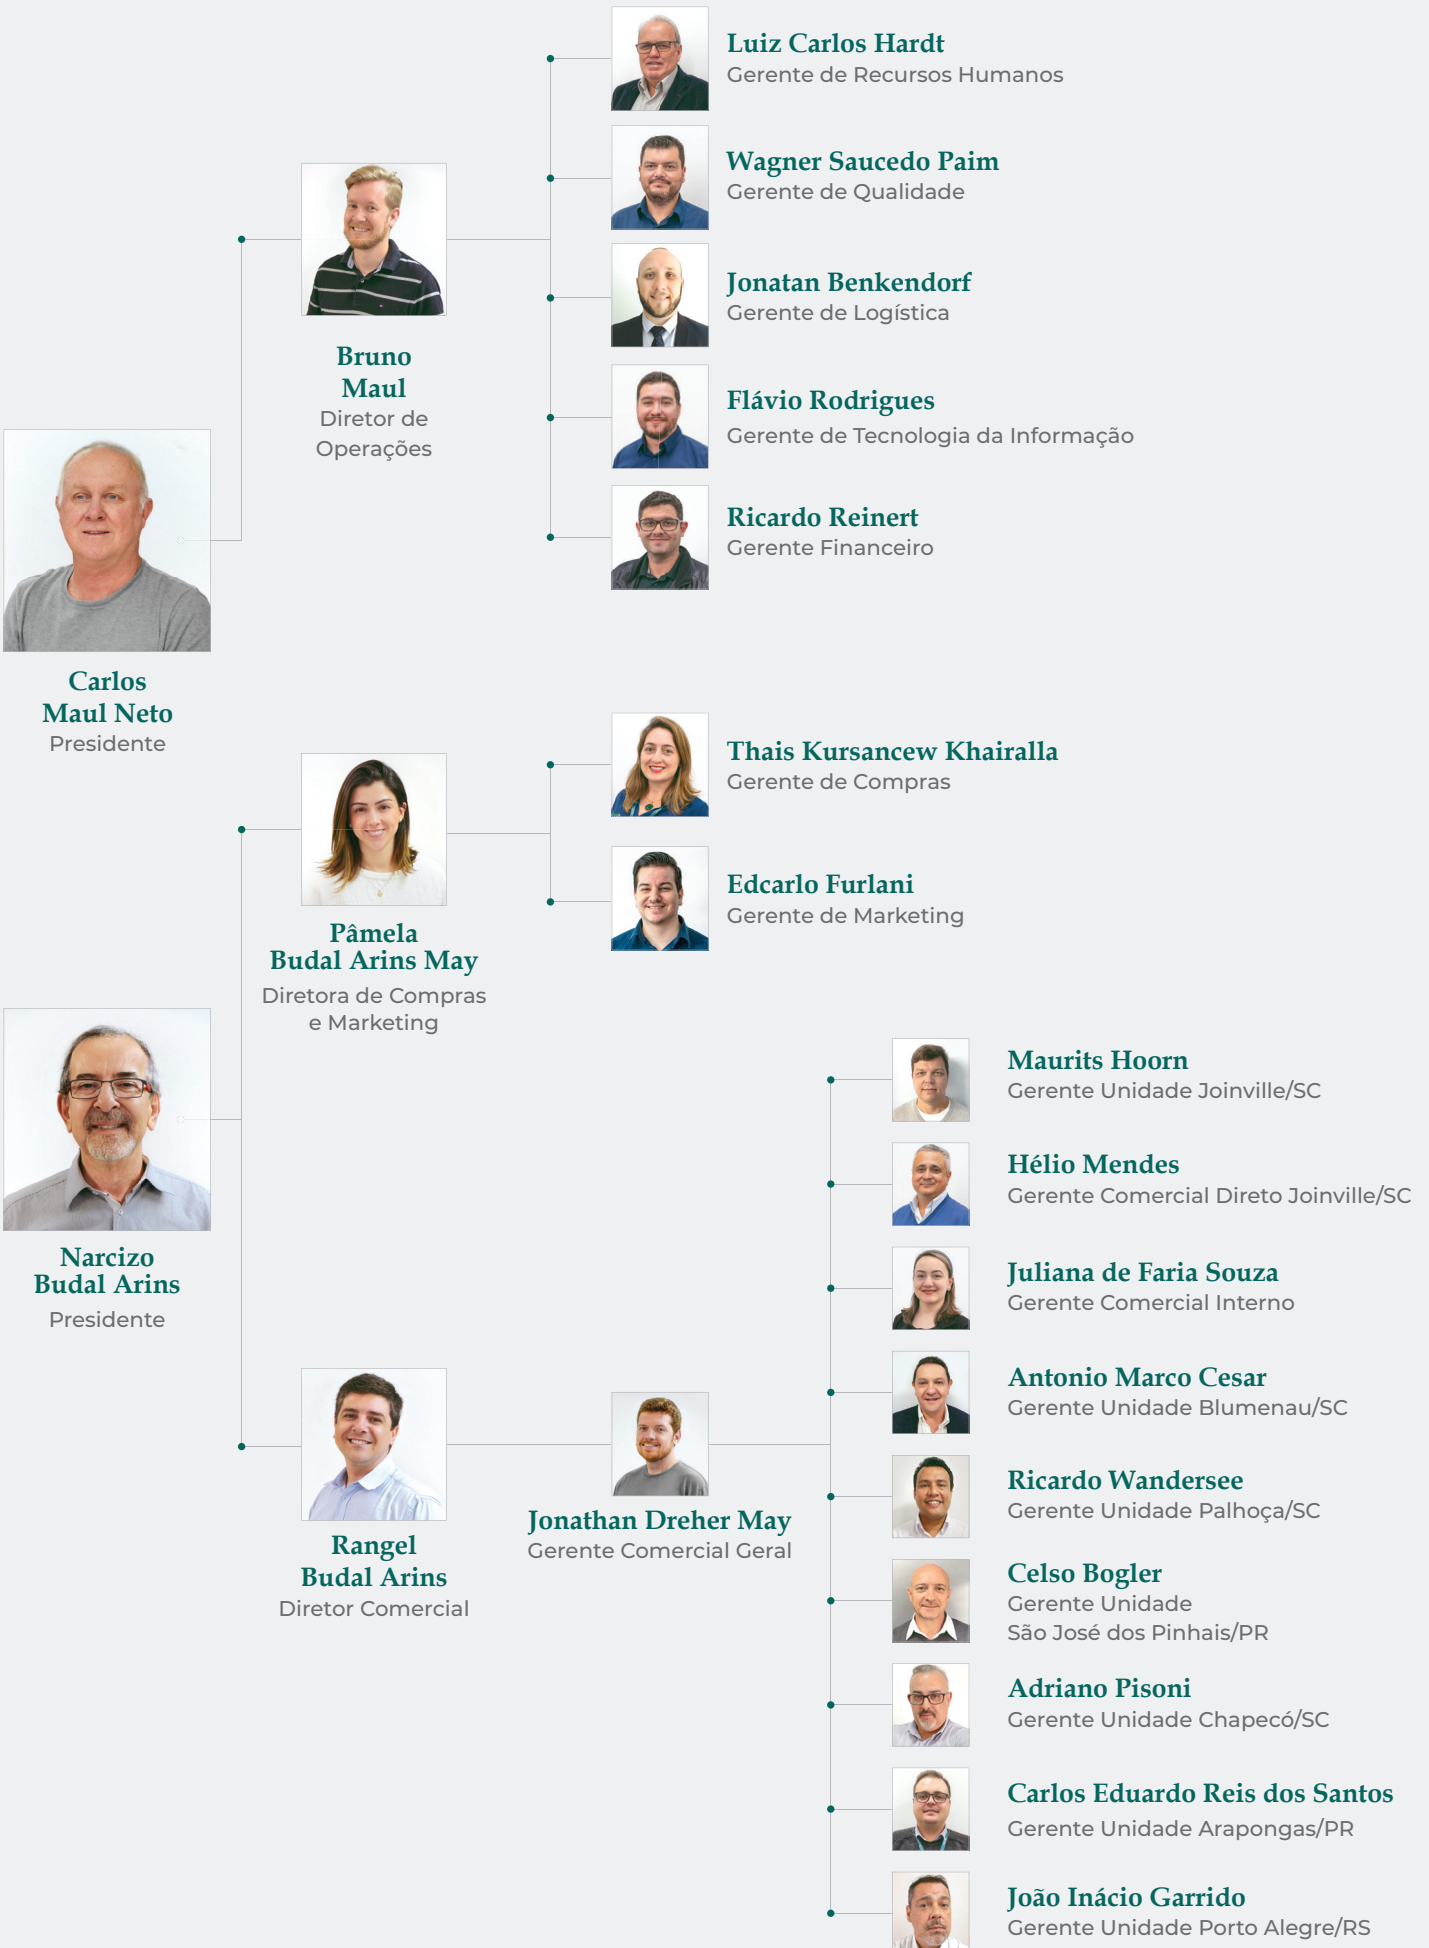 Luiz Carlos Hardt
Gerente de Recursos Humanos
Wagner Saucedo Paim
Gerente de Qualidade
Jonatan Benkendorf
Gerente de Logística
Bruno
Maul
Diretor de
Operações
Flávio Rodrigues
Gerente de Tecnologia da Informação
Ricardo Reinert
Gerente Financeiro
Carlos
Maul Neto
Presidente
Thais Kursancew Khairalla
Gerente de Compras
Edcarlo Furlani
Gerente de Marketing
Pâmela
Budal Arins May
Diretora de Compras
e Marketing
Narcizo
Budal Arins
Presidente
Rangel
Budal Arins
Diretor Comercial
Jonathan Dreher May
Gerente Comercial Geral
Maurits Hoorn
Gerente Unidade Joinville/SC
Hélio Mendes
Gerente Comercial Direto Joinville/SC
Juliana de Faria Souza
Gerente Comercial Interno
Antonio Marco Cesar
Gerente Unidade Blumenau/SC
Ricardo Wandersee
Gerente Unidade Palhoça/SC
Celso Bogler
Gerente Unidade
São José dos Pinhais/PR
Adriano Pisoni
Gerente Unidade Chapecó/SC
Carlos Eduardo Reis dos Santos
Gerente Unidade Arapongas/PR
João Inácio Garrido
Gerente Unidade Porto Alegre/RS